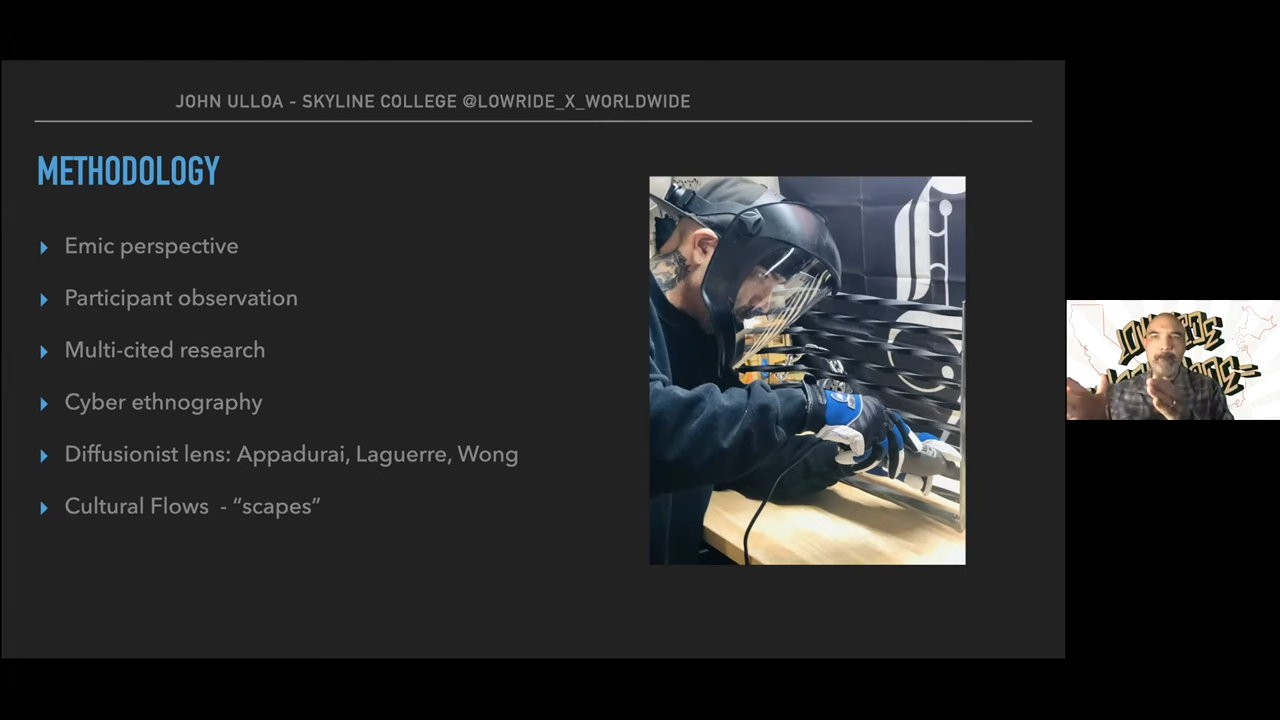 JOHN ULLOA - SKYLINE COLLEGE @LOWRIDE_X_WORLDWIDE
METHODOLOGY
Emic perspective
Participant observation
Multi-cited research
Cyber ethnography
Diffusionist lens: Appadurai, Laguerre, Wong
Cultural Flows - “scapes”